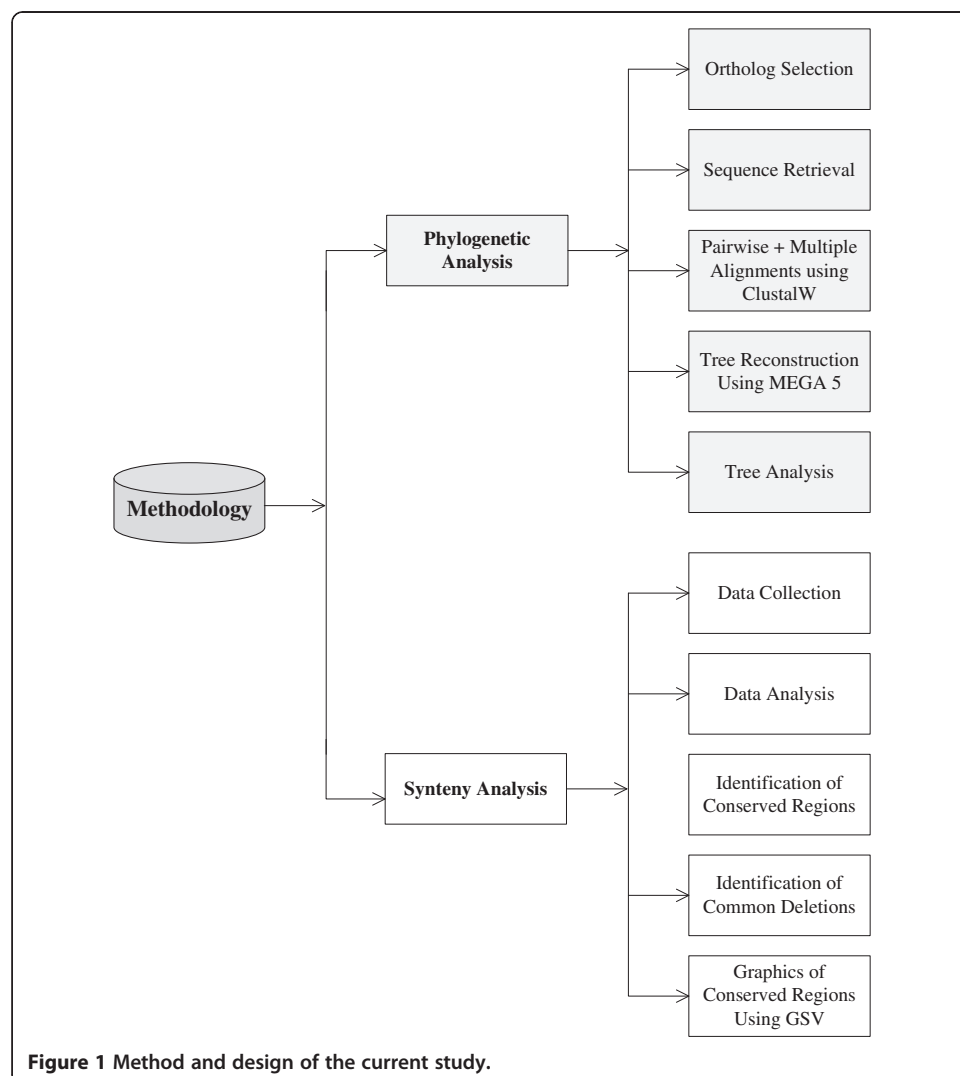 Ortholog Selection
Sequence Retrieval
Phylogenetic
Analysis
Pairwise + Multiple
Alignments using
ClustalW
Tree Reconstruction
Using MEGA 5
Tree Analysis
Methodology
Data Collection
Data Analysis
Synteny Analysis
Identification of
Conserved Regions
Identification of
Common Deletions
Graphics of
Conserved Regions
Using GSV
Figure 1 Method and design of the current study.